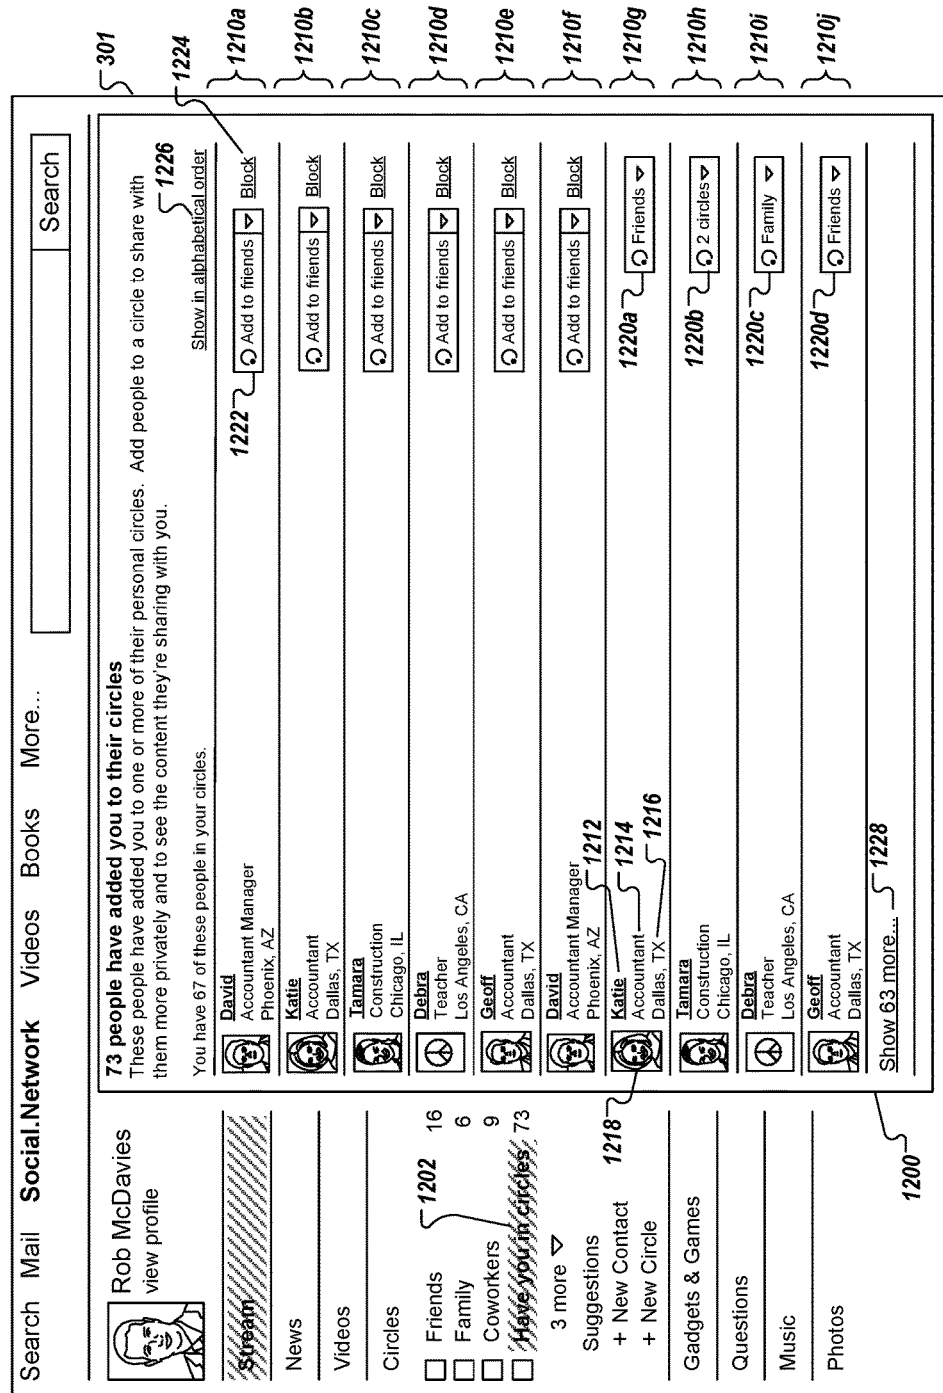 Search Mail Social.Network Videos Books More...
Search
301
Rob McDavies
view profile
Stream
News
Videos
Circles
Friends 16
Family 6
Coworkers 9
Have you in circles 73
1202
3 more
Suggestions
+ New Contact
+ New Circle
Gadgets & Games
Questions
Music
Photos
73 people have added you to their circles
These people have added you to one or more of their personal circles. Add people to a circle to share with
them more privately and to see the content they're sharing with you.
1226
1224
You have 67 of these people in your circles.
Show in alphabetical order
David
Accountant Manager
Phoenix, AZ
1222
Add to friends
Block
1210a
Katie
Accountant
Dallas, TX
Add to friends
Block
1210b
Tamara
Construction
Chicago, IL
Add to friends
Block
1210c
Debra
Teacher
Los Angeles, CA
Add to friends
Block
1210d
Geoff
Accountant
Dallas, TX
Add to friends
Block
1210e
David
Accountant Manager
Phoenix, AZ
Add to friends
Block
1210f
1212
Katie
Accountant
Dallas, TX
1214
1216
1218
1220a
Friends
1210g
Tamara
Construction
Chicago, IL
1220b
2 circles
1210h
Debra
Teacher
Los Angeles, CA
1220c
Family
1210i
Geoff
Accountant
Dallas, TX
1220d
Friends
1210j
Show 63 more...
1228
1200